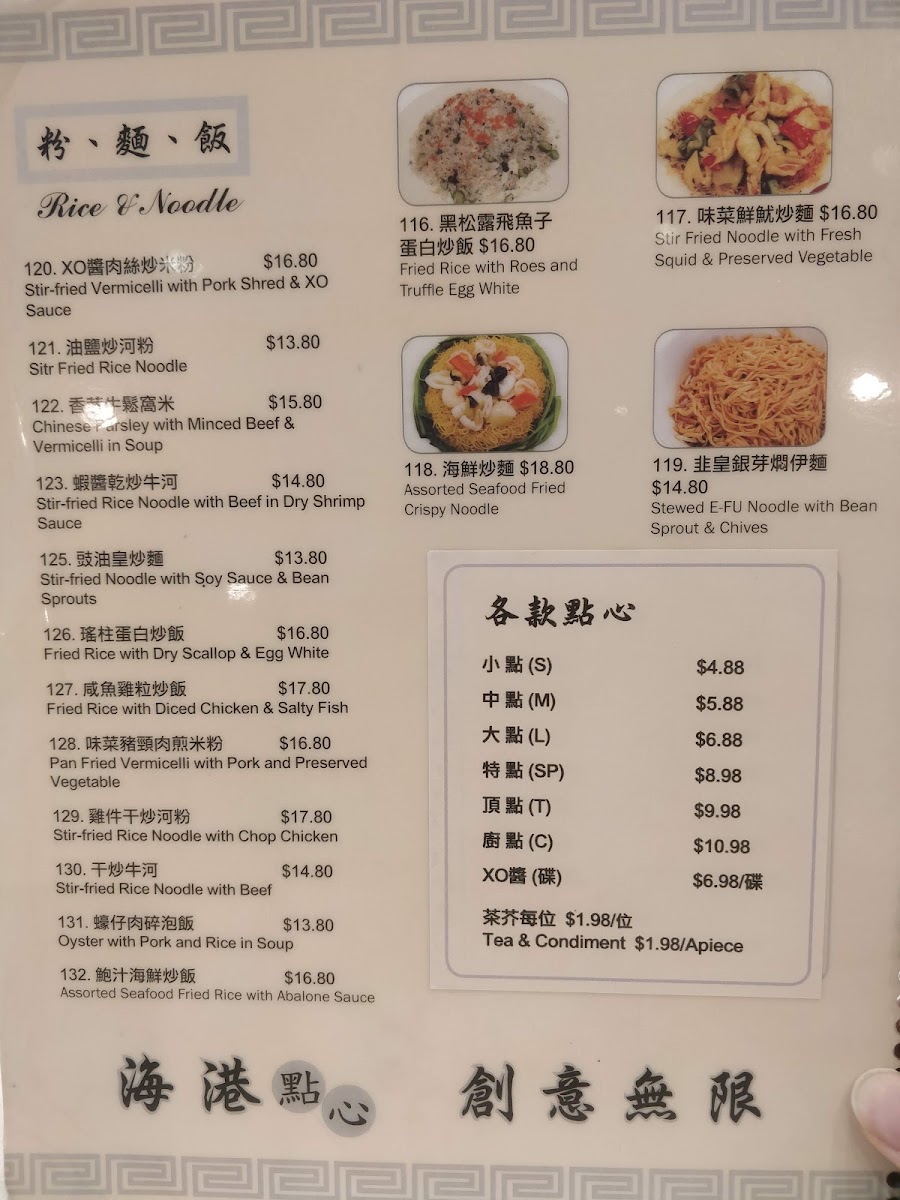 粉、麵、飯
Rice & Noodle
120. XO醬肉絲炒米粉 $16.80
Stir-fried Vermicelli with Pork Shred & XO
Sauce
121. 油鹽炒河粉 $13.80
Sitr Fried Rice Noodle
122. 香茜牛鬆窩米 $15.80
Chinese Parsley with Minced Beef &
Vermicelli in Soup
123. 蝦醬乾炒牛河 $14.80
Stir-fried Rice Noodle with Beef in Dry Shrimp
Sauce
125. 豉油皇炒麵 $13.80
Stir-fried Noodle with Soy Sauce & Bean
Sprouts
126. 瑤柱蛋白炒飯 $16.80
Fried Rice with Dry Scallop & Egg White
127. 咸魚雞粒炒飯 $17.80
Fried Rice with Diced Chicken & Salty Fish
128. 味菜豬頸肉煎米粉 $16.80
Pan Fried Vermicelli with Pork and Preserved
Vegetable
129. 雞件干炒河粉 $17.80
Stir-fried Rice Noodle with Chop Chicken
130. 干炒牛河 $14.80
Stir-fried Rice Noodle with Beef
131. 蠔仔肉碎泡飯 $13.80
Oyster with Pork and Rice in Soup
132. 鮑汁海鮮炒飯 $16.80
Assorted Seafood Fried Rice with Abalone Sauce
116. 黑松露飛魚子
蛋白炒飯 $16.80
Fried Rice with Roes and
Truffle Egg White
117. 味菜鮮魷炒麵 $16.80
Stir Fried Noodle with Fresh
Squid & Preserved Vegetable
118. 海鮮炒麵 $18.80
Assorted Seafood Fried
Crispy Noodle
119. 韭皇銀芽燜伊麵
$14.80
Stewed E-FU Noodle with Bean
Sprout & Chives
各款點心
小點 (S) $4.88
中點 (M) $5.88
大點 (L) $6.88
特點 (SP) $8.98
頂點 (T) $9.98
廚點 (C) $10.98
XO醬 (碟) $6.98/碟
茶芥每位 $1.98/位
Tea & Condiment $1.98/Apiece
海港點心 創意無限